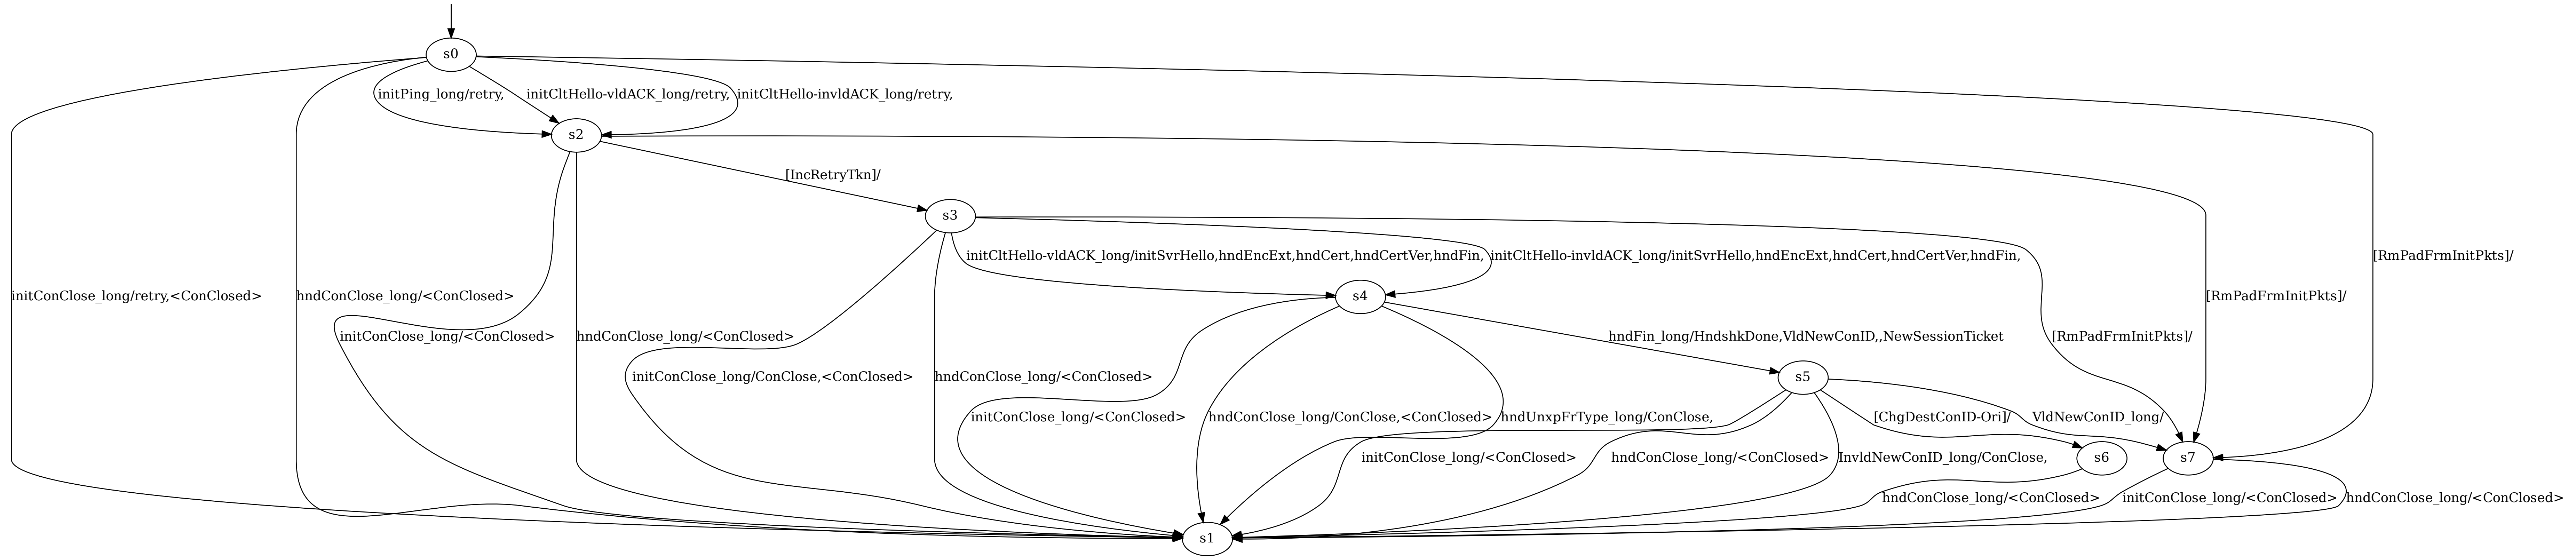 s0
initPing_long/retry,
initCltHello-vldACK_long/retry,
initCltHello-invldACK_long/retry,
s2
[IncRetryTkn]/
s3
initCltHello-vldACK_long/initSvrHello,hndEncExt,hndCert,hndCertVer,hndFin,
initCltHello-invldACK_long/initSvrHello,hndEncExt,hndCert,hndCertVer,hndFin,
[RmPadFrmInitPkts]/
initConClose_long/retry,<ConClosed>
hndConClose_long/<ConClosed>
s4
[RmPadFrmInitPkts]/
initConClose_long/<ConClosed>
hndConClose_long/<ConClosed>
hndFin_long/HndshkDone,VldNewConID,,NewSessionTicket
[RmPadFrmInitPkts]/
initConClose_long/ConClose,<ConClosed>
hndConClose_long/<ConClosed>
s5
initConClose_long/<ConClosed>
hndConClose_long/ConClose,<ConClosed>
hndUnxpFrType_long/ConClose,
[ChgDestConID-Ori]/
VldNewConID_long/
initConClose_long/<ConClosed>
hndConClose_long/<ConClosed>
InvldNewConID_long/ConClose,
s6
s7
hndConClose_long/<ConClosed>
initConClose_long/<ConClosed>
hndConClose_long/<ConClosed>
s1